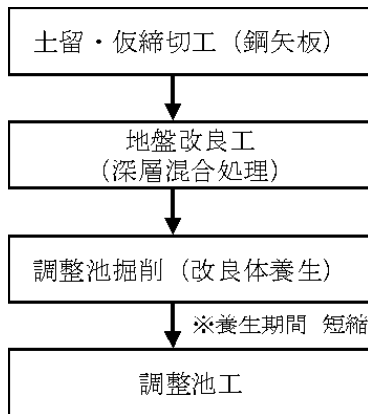 土留・仮締切工（鋼矢板）
地盤改良工
（深層混合処理）
調整池掘削（改良体養生）
※養生期間 短縮
調整池工